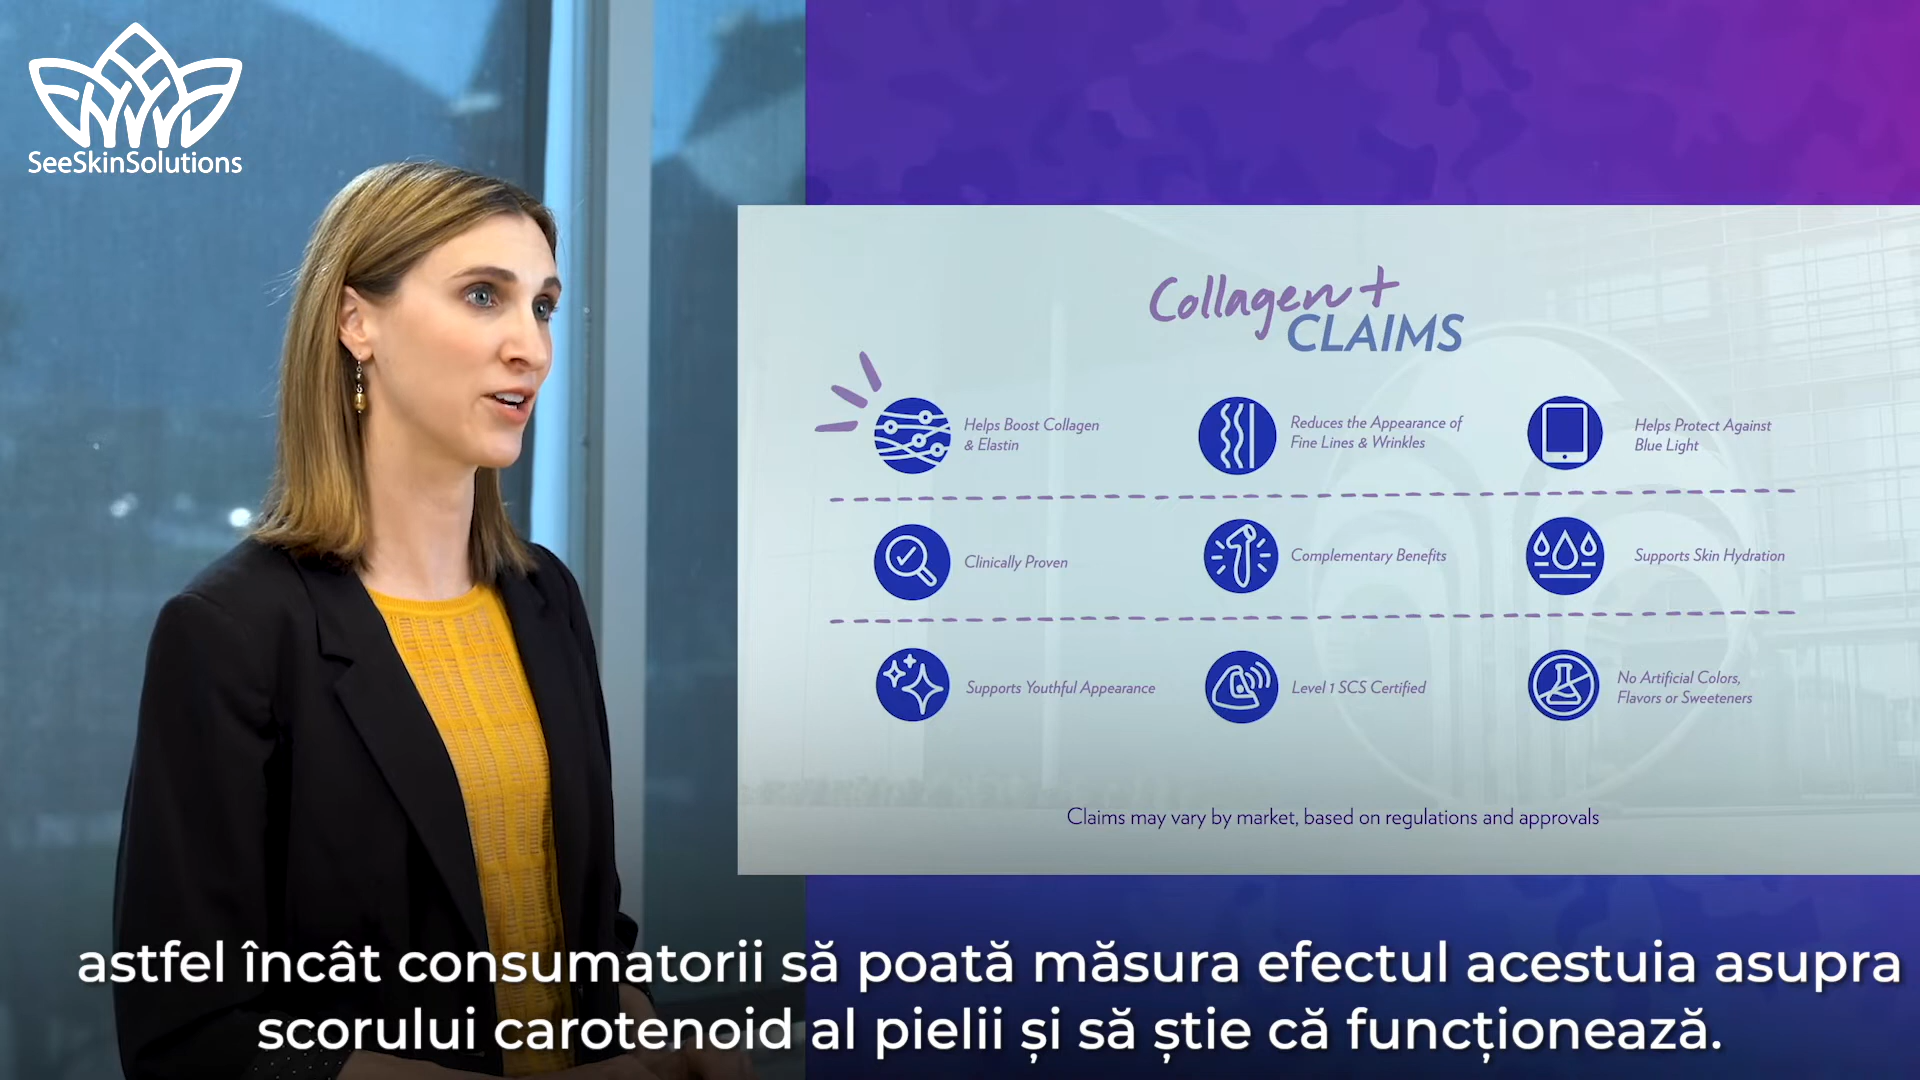 SeeSkinSolutions
Collagen+
CLAIMS
Helps Boost Collagen
& Elastin
Reduces the Appearance of
Fine Lines & Wrinkles
Helps Protect Against
Blue Light
Clinically Proven
Complementary Benefits
Supports Skin Hydration
Supports Youthful Appearance
Level 1 SCS Certified
No Artificial Colors,
Flavors or Sweeteners
Claims may vary by market, based on regulations and approvals
astfel încât consumatorii să poată măsura efectul acestuia asupra
scorului carotenoid al pielii și să știe că funcționează.